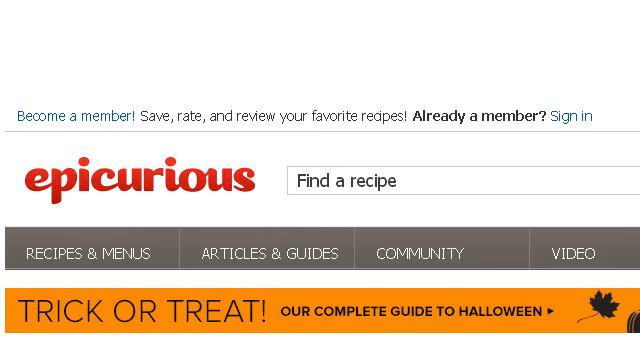 Become a member! Save, rate, and review your favorite recipes! Already a member? Sign in
epicurious
Find a recipe
RECIPES & MENUS ARTICLES & GUIDES COMMUNITY VIDEO
TRICK OR TREAT! OUR COMPLETE GUIDE TO HALLOWEEN ►